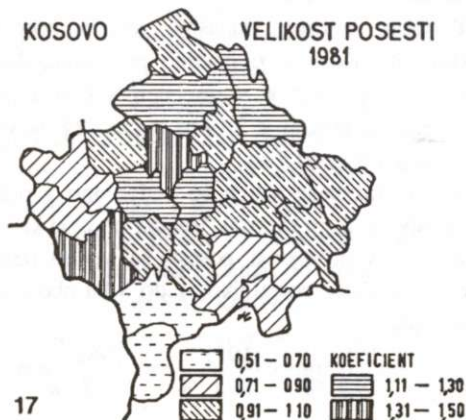 KOSOVO
VELIKOST POSESTI
1981
0,51 – 0,70 KOEFICIENT
0,71 – 0,90 1,11 – 1,30
0,91 – 1,10 1,31 – 1,50
17